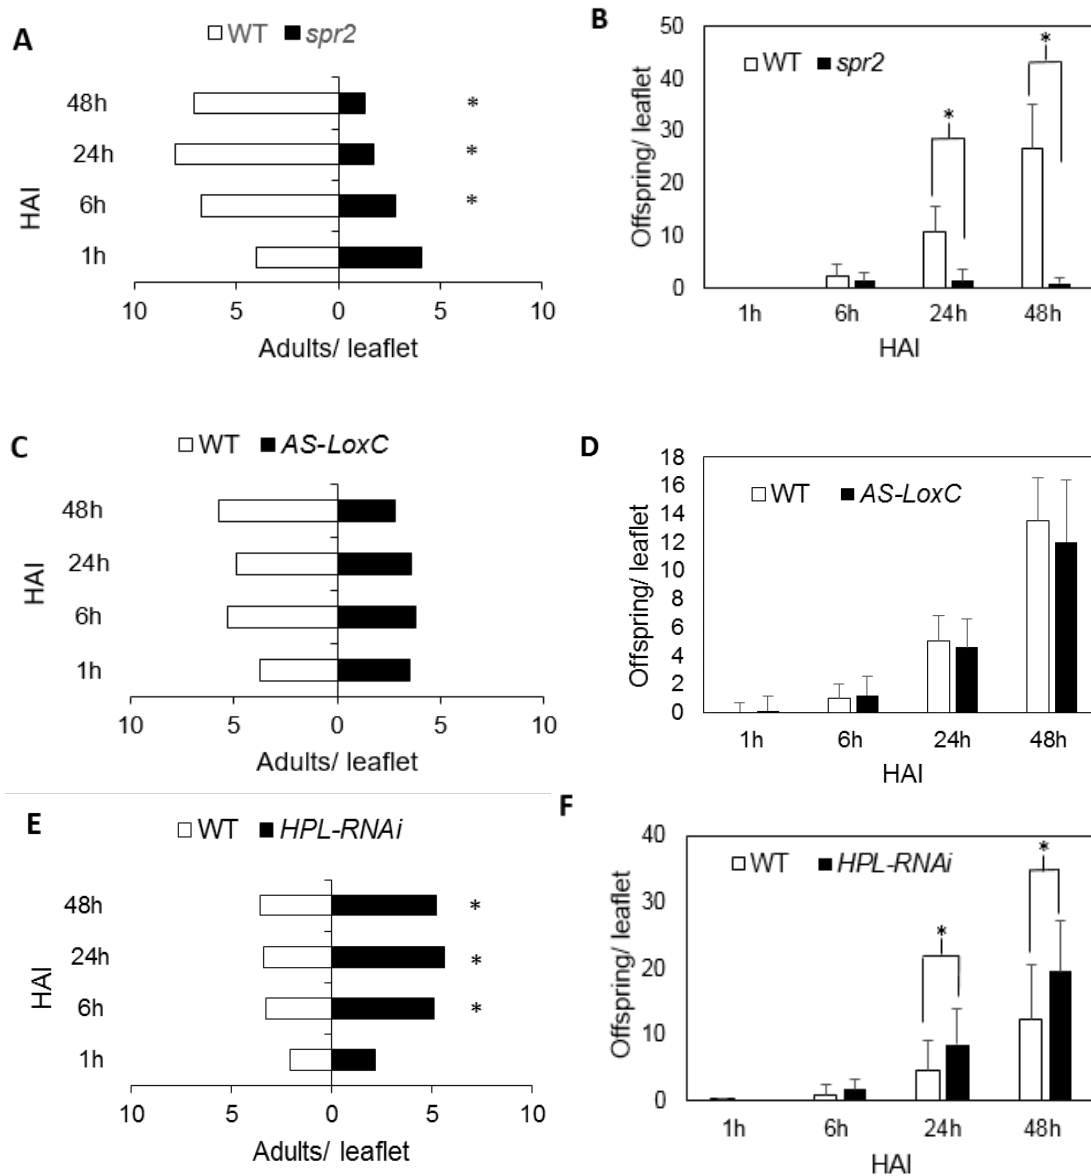 A
WT spr2
48h *
24h *
6h *
1h
HAI
10 5 0 5 10
Adults/ leaflet
B
WT spr2
50
40
30
20
10
0
Offspring/ leaflet
* *
1h 6h 24h 48h
HAI
C
WT AS-LoxC
48h
24h
6h
1h
HAI
10 5 0 5 10
Adults/ leaflet
D
WT AS-LoxC
18
16
14
12
10
8
6
4
2
0
Offspring/ leaflet
1h 6h 24h 48h
HAI
E
WT HPL-RNAi
48h *
24h *
6h *
1h
HAI
10 5 0 5 10
Adults/ leaflet
F
WT HPL-RNAi
40
30
20
10
0
Offspring/ leaflet
* *
1h 6h 24h 48h
HAI